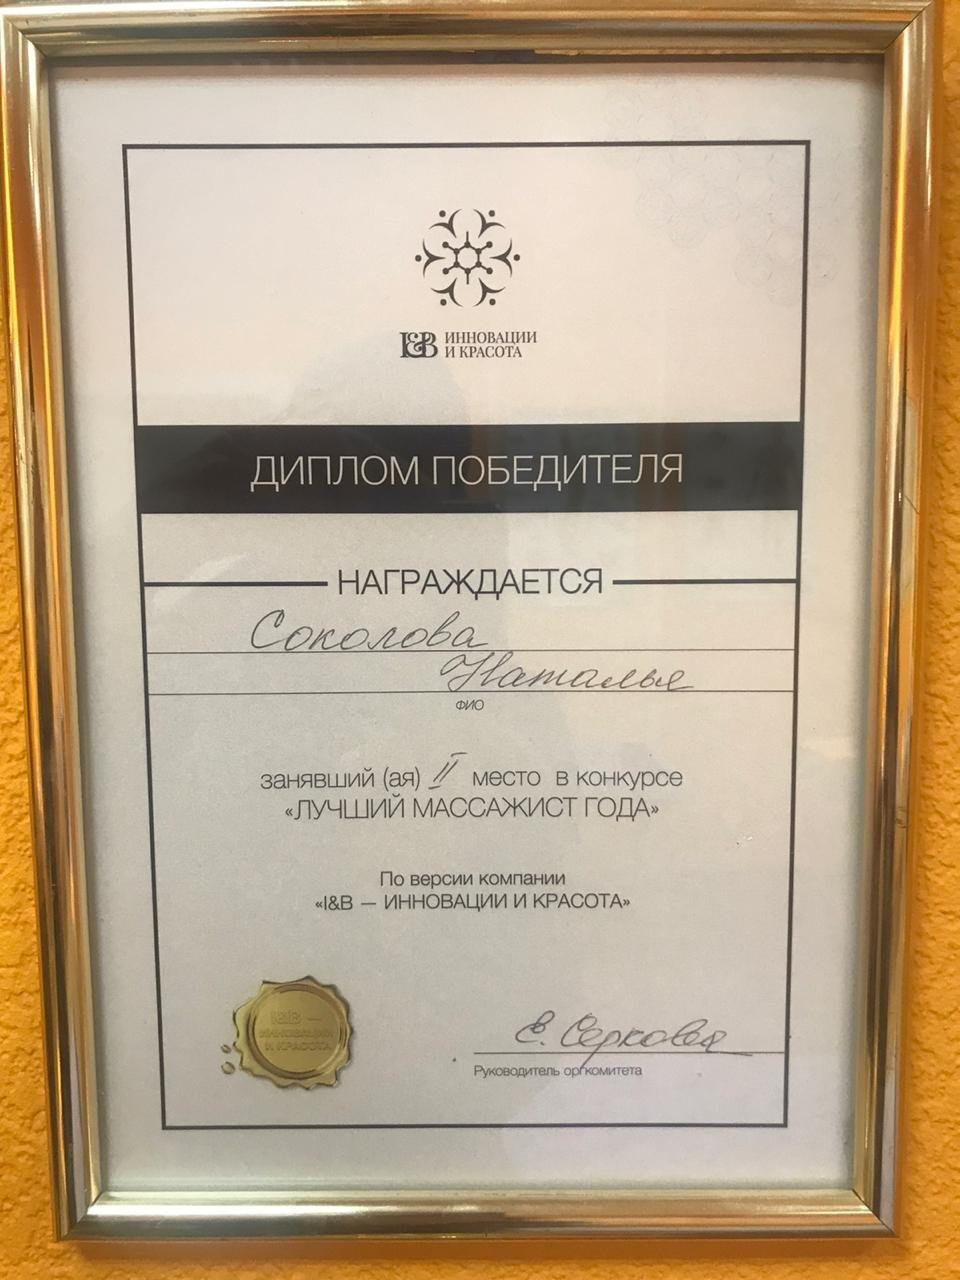 I&B ИННОВАЦИИ
И КРАСОТА
ДИПЛОМ ПОБЕДИТЕЛЯ
НАГРАЖДАЕТСЯ
Соколова
Наталья
ФИО
занявший (ая) II место в конкурсе
«ЛУЧШИЙ МАССАЖИСТ ГОДА»
По версии компании
«I&B — ИННОВАЦИИ И КРАСОТА»
I&B —
ИННОВАЦИИ
И КРАСОТА
Е. Серкова
Руководитель оргкомитета